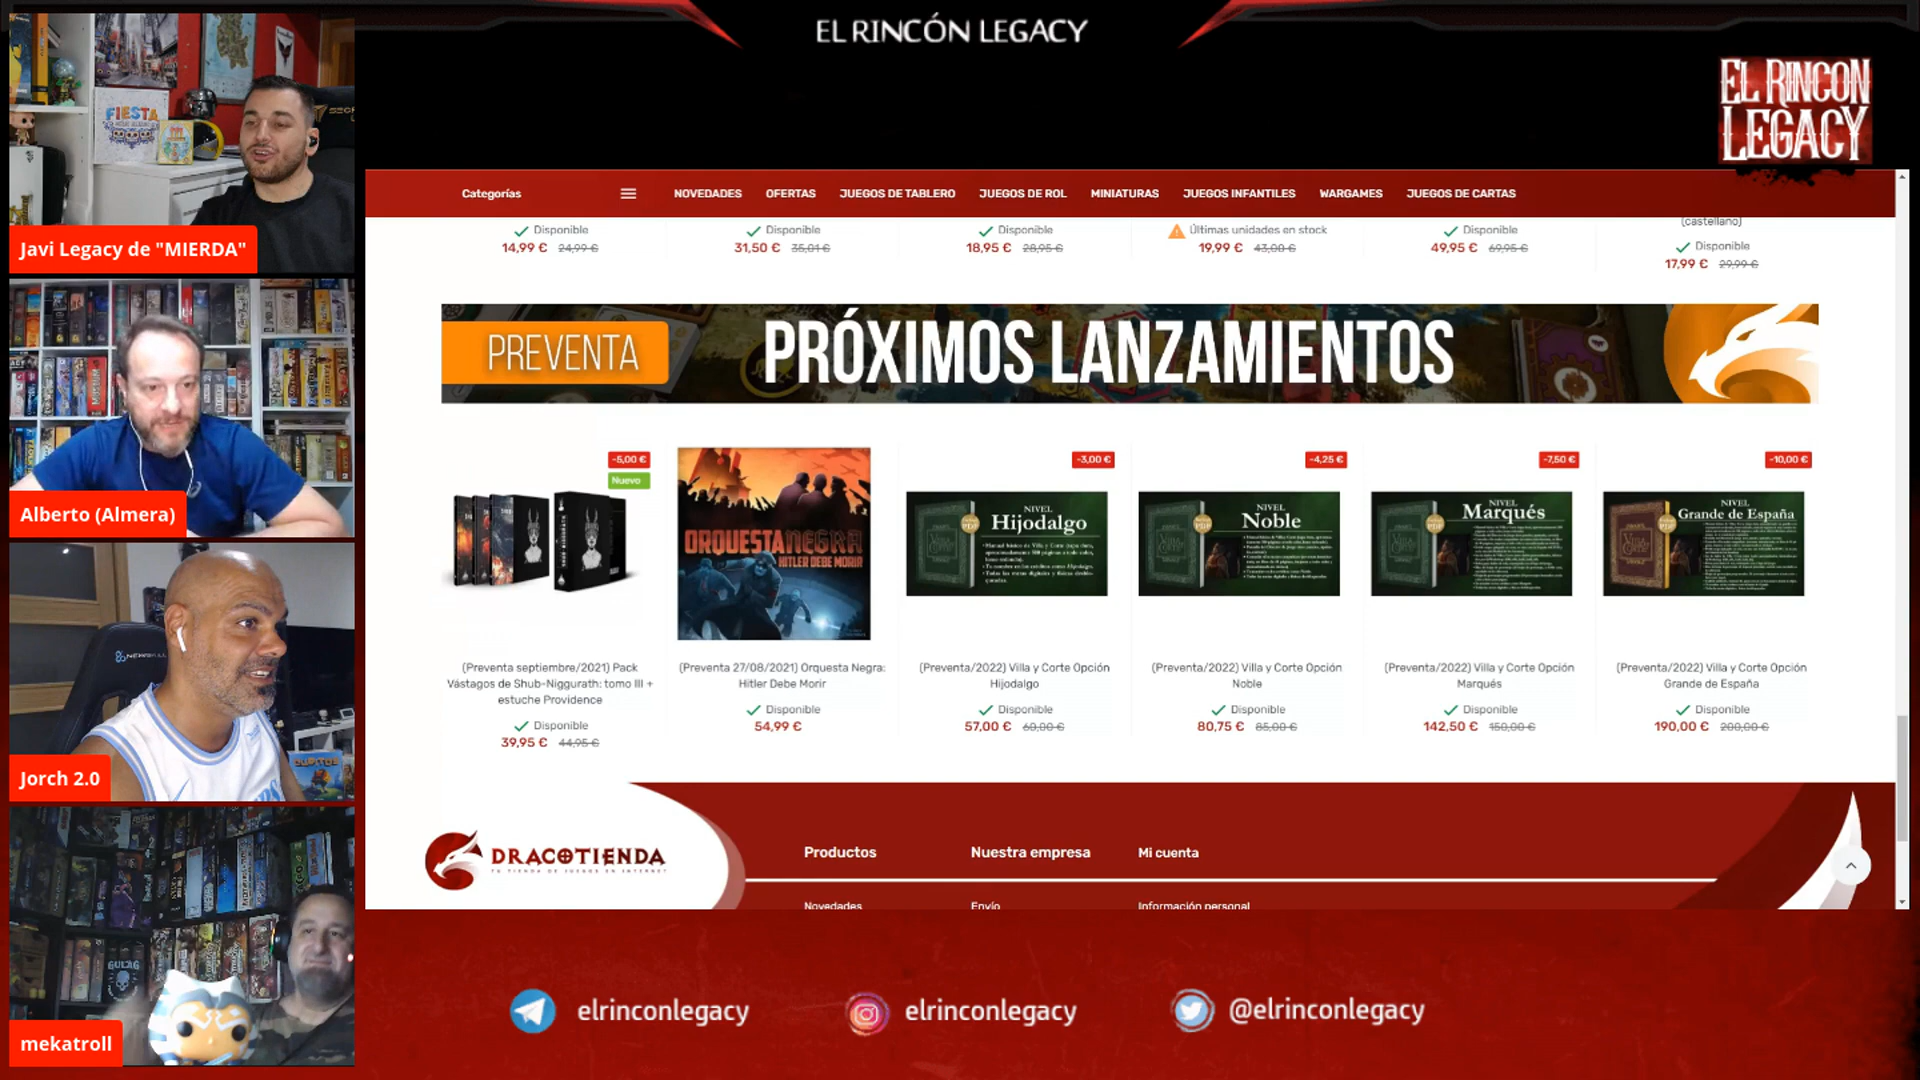 EL RINCÓN LEGACY
EL RINCON
LEGACY
FIESTA
Javi Legacy de "MIERDA"
Alberto (Almera)
Jorch 2.0
GULAG
mekatroll
Categorías
NOVEDADES
OFERTAS
JUEGOS DE TABLERO
JUEGOS DE ROL
MINIATURAS
JUEGOS INFANTILES
WARGAMES
JUEGOS DE CARTAS
Disponible
14,99 € 24,99 €
Disponible
31,50 € 35,01 €
Disponible
18,95 € 28,95 €
Últimas unidades en stock
19,99 € 43,00 €
Disponible
49,95 € 69,95 €
(castellano)
Disponible
17,99 € 29,99 €
PREVENTA
PRÓXIMOS LANZAMIENTOS
-5,00 €
Nuevo
(Preventa septiembre/2021) Pack
Vástagos de Shub-Niggurath: tomo III +
estuche Providence
Disponible
39,95 € 44,95 €
ORQUESTA NEGRA
HITLER DEBE MORIR
(Preventa 27/08/2021) Orquesta Negra:
Hitler Debe Morir
Disponible
54,99 €
-3,00 €
NIVEL
Hijodalgo
(Preventa/2022) Villa y Corte Opción
Hijodalgo
Disponible
57,00 € 60,00 €
-4,25 €
NIVEL
Noble
(Preventa/2022) Villa y Corte Opción
Noble
Disponible
80,75 € 85,00 €
-7,50 €
NIVEL
Marqués
(Preventa/2022) Villa y Corte Opción
Marqués
Disponible
142,50 € 150,00 €
-10,00 €
NIVEL
Grande de España
(Preventa/2022) Villa y Corte Opción
Grande de España
Disponible
190,00 € 200,00 €
DRACOTIENDA
TU TIENDA DE JUEGOS EN INTERNET
Productos
Nuestra empresa
Mi cuenta
Novedades
Envío
Información personal
elrinconlegacy
elrinconlegacy
@elrinconlegacy